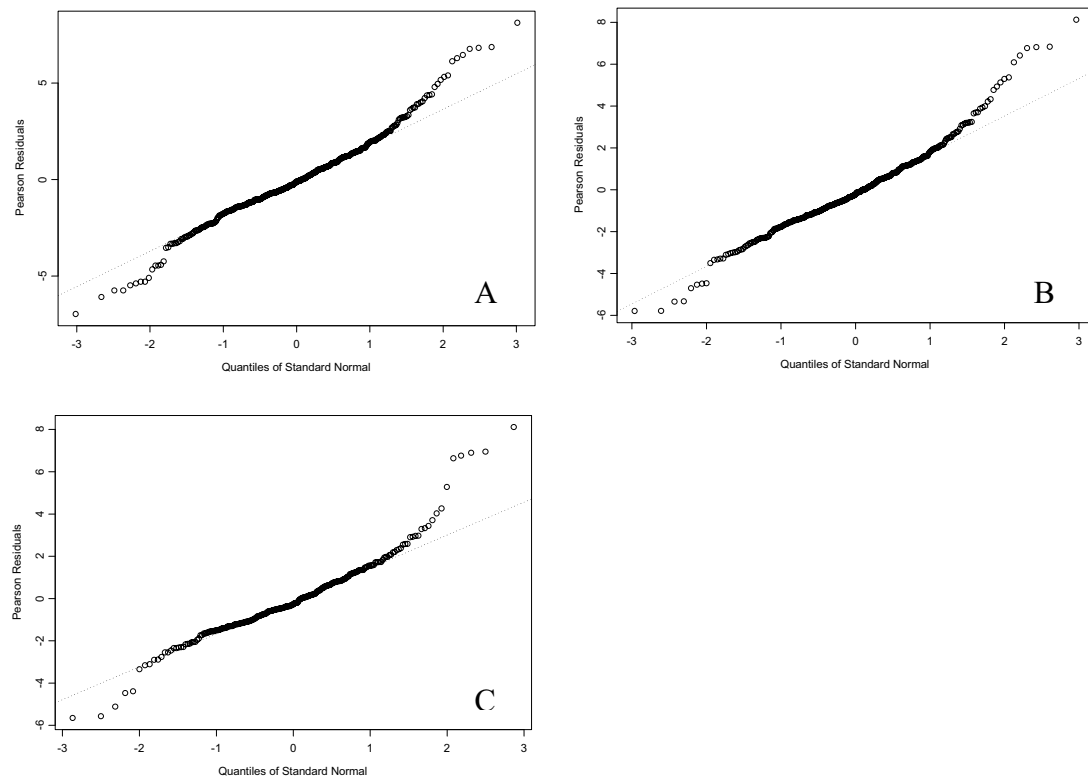 5
0
-5
Pearson Residuals
A
-3 -2 -1 0 1 2 3
Quantiles of Standard Normal
8
6
4
2
0
-2
-4
-6
Pearson Residuals
B
-3 -2 -1 0 1 2 3
Quantiles of Standard Normal
8
6
4
2
0
-2
-4
-6
Pearson Residuals
C
-3 -2 -1 0 1 2 3
Quantiles of Standard Normal